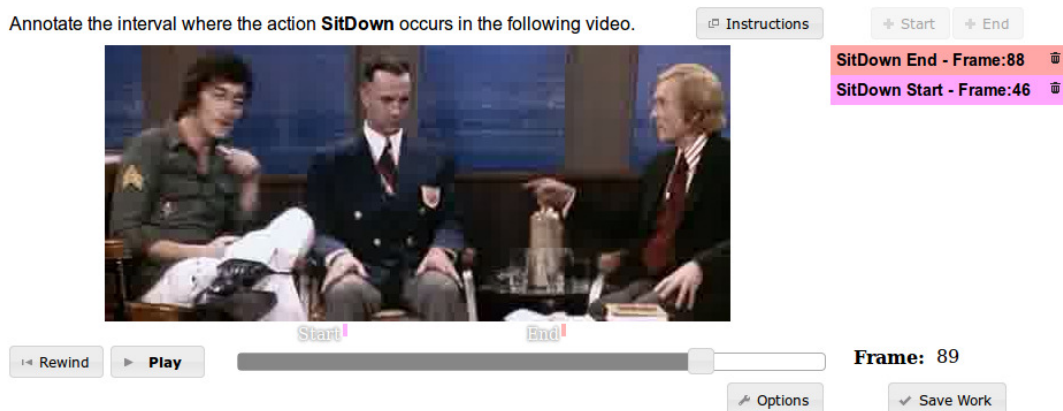 Annotate the interval where the action SitDown occurs in the following video.
Instructions
Start
End
SitDown End - Frame:88
SitDown Start - Frame:46
Start
End
Rewind
Play
Frame: 89
Options
Save Work